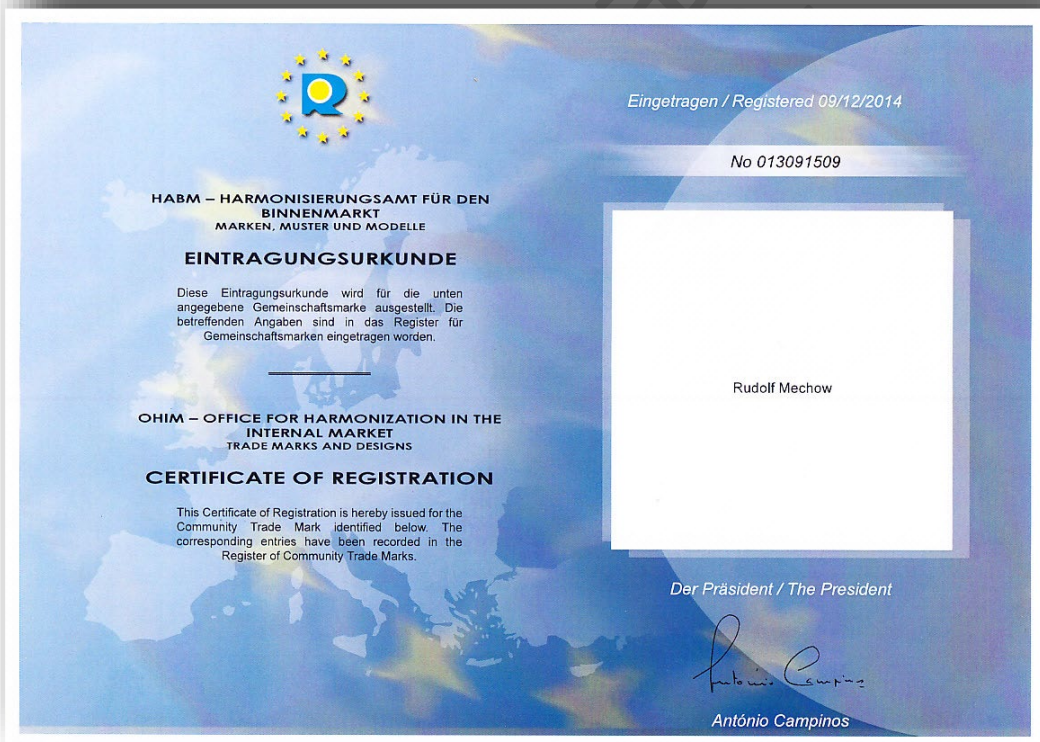 HABM – HARMONISIERUNGSAMT FÜR DEN
BINNENMARKT
MARKEN, MUSTER UND MODELLE
EINTRAGUNGSURKUNDE
Diese Eintragungsurkunde wird für die unten
angegebene Gemeinschaftsmarke ausgestellt. Die
betreffenden Angaben sind in das Register für
Gemeinschaftsmarken eingetragen worden.
OHIM – OFFICE FOR HARMONIZATION IN THE
INTERNAL MARKET
TRADE MARKS AND DESIGNS
CERTIFICATE OF REGISTRATION
This Certificate of Registration is hereby issued for the
Community Trade Mark identified below. The
corresponding entries have been recorded in the
Register of Community Trade Marks.
Eingetragen / Registered 09/12/2014
No 013091509
Rudolf Mechow
Der Präsident / The President
António Campinos
António Campinos